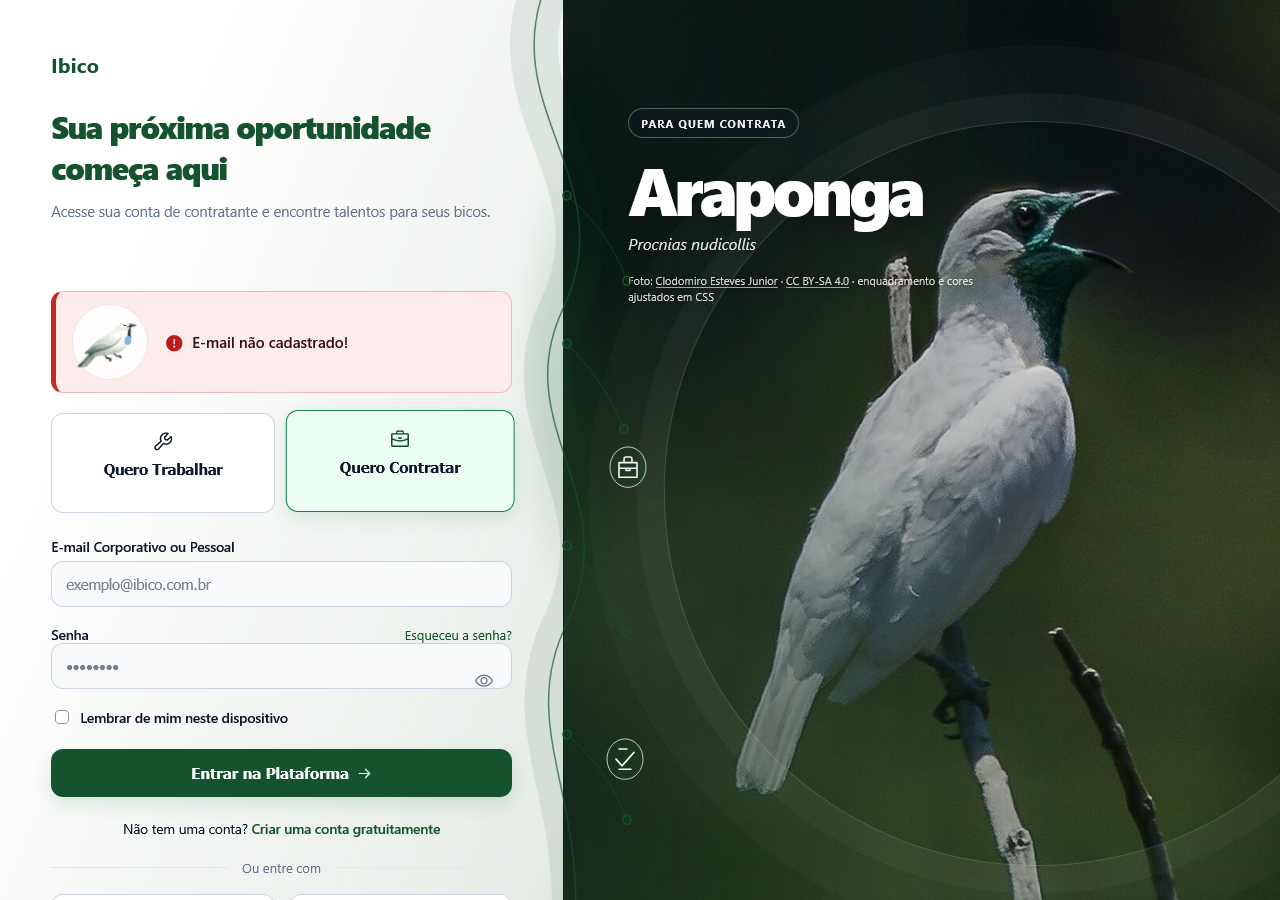 Ibico
Sua próxima oportunidade
começa aqui
Acesse sua conta de contratante e encontre talentos para seus bicos.
E-mail não cadastrado!
Quero Trabalhar
Quero Contratar
E-mail Corporativo ou Pessoal
exemplo@ibico.com.br
Senha
Esqueceu a senha?
••••••••
Lembrar de mim neste dispositivo
Entrar na Plataforma →
Não tem uma conta? Criar uma conta gratuitamente
Ou entre com
PARA QUEM CONTRATA
Araponga
Procnias nudicollis
Foto: Clodomiro Esteves Junior · CC BY-SA 4.0 · enquadramento e cores
ajustados em CSS